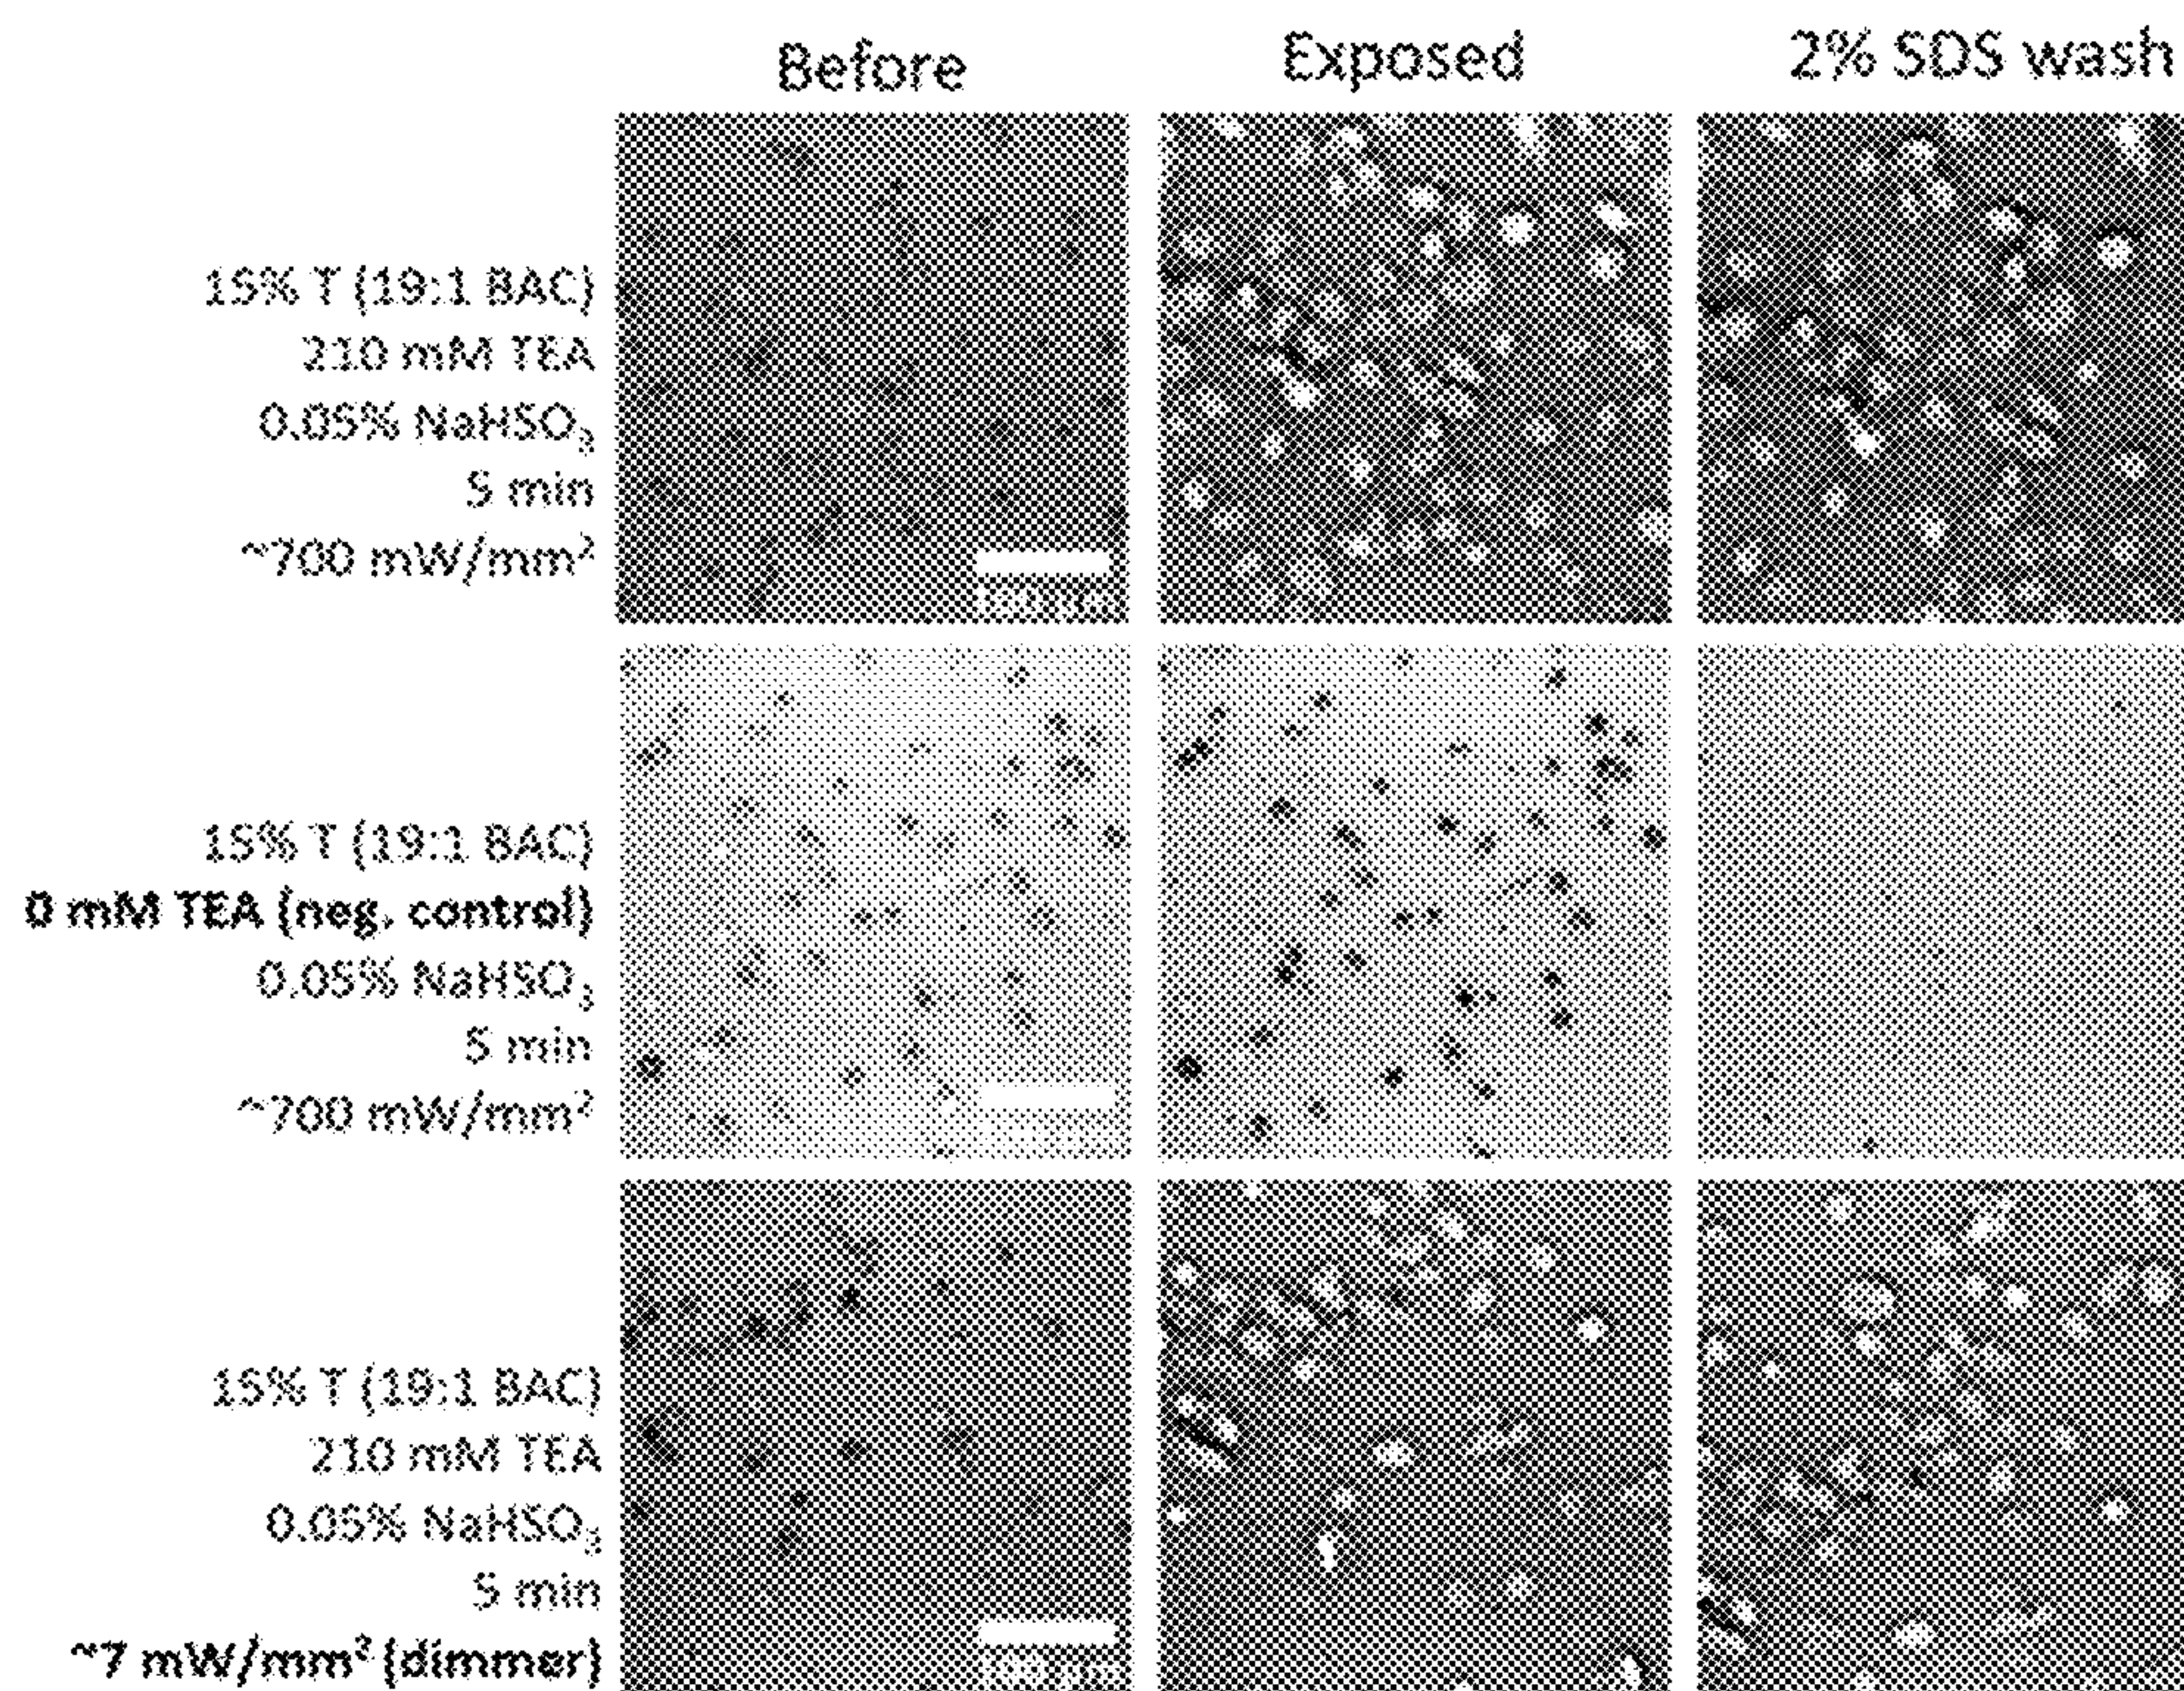 Before Exposed 2% SDS wash
15% T (19:1 BAC)
210 mM TEA
0.05% NaHSO₃
5 min
~700 mW/mm²
15% T (19:1 BAC)
0 mM TEA (neg. control)
0.05% NaHSO₃
5 min
~700 mW/mm²
15% T (19:1 BAC)
210 mM TEA
0.05% NaHSO₃
5 min
~7 mW/mm² (dimmer)